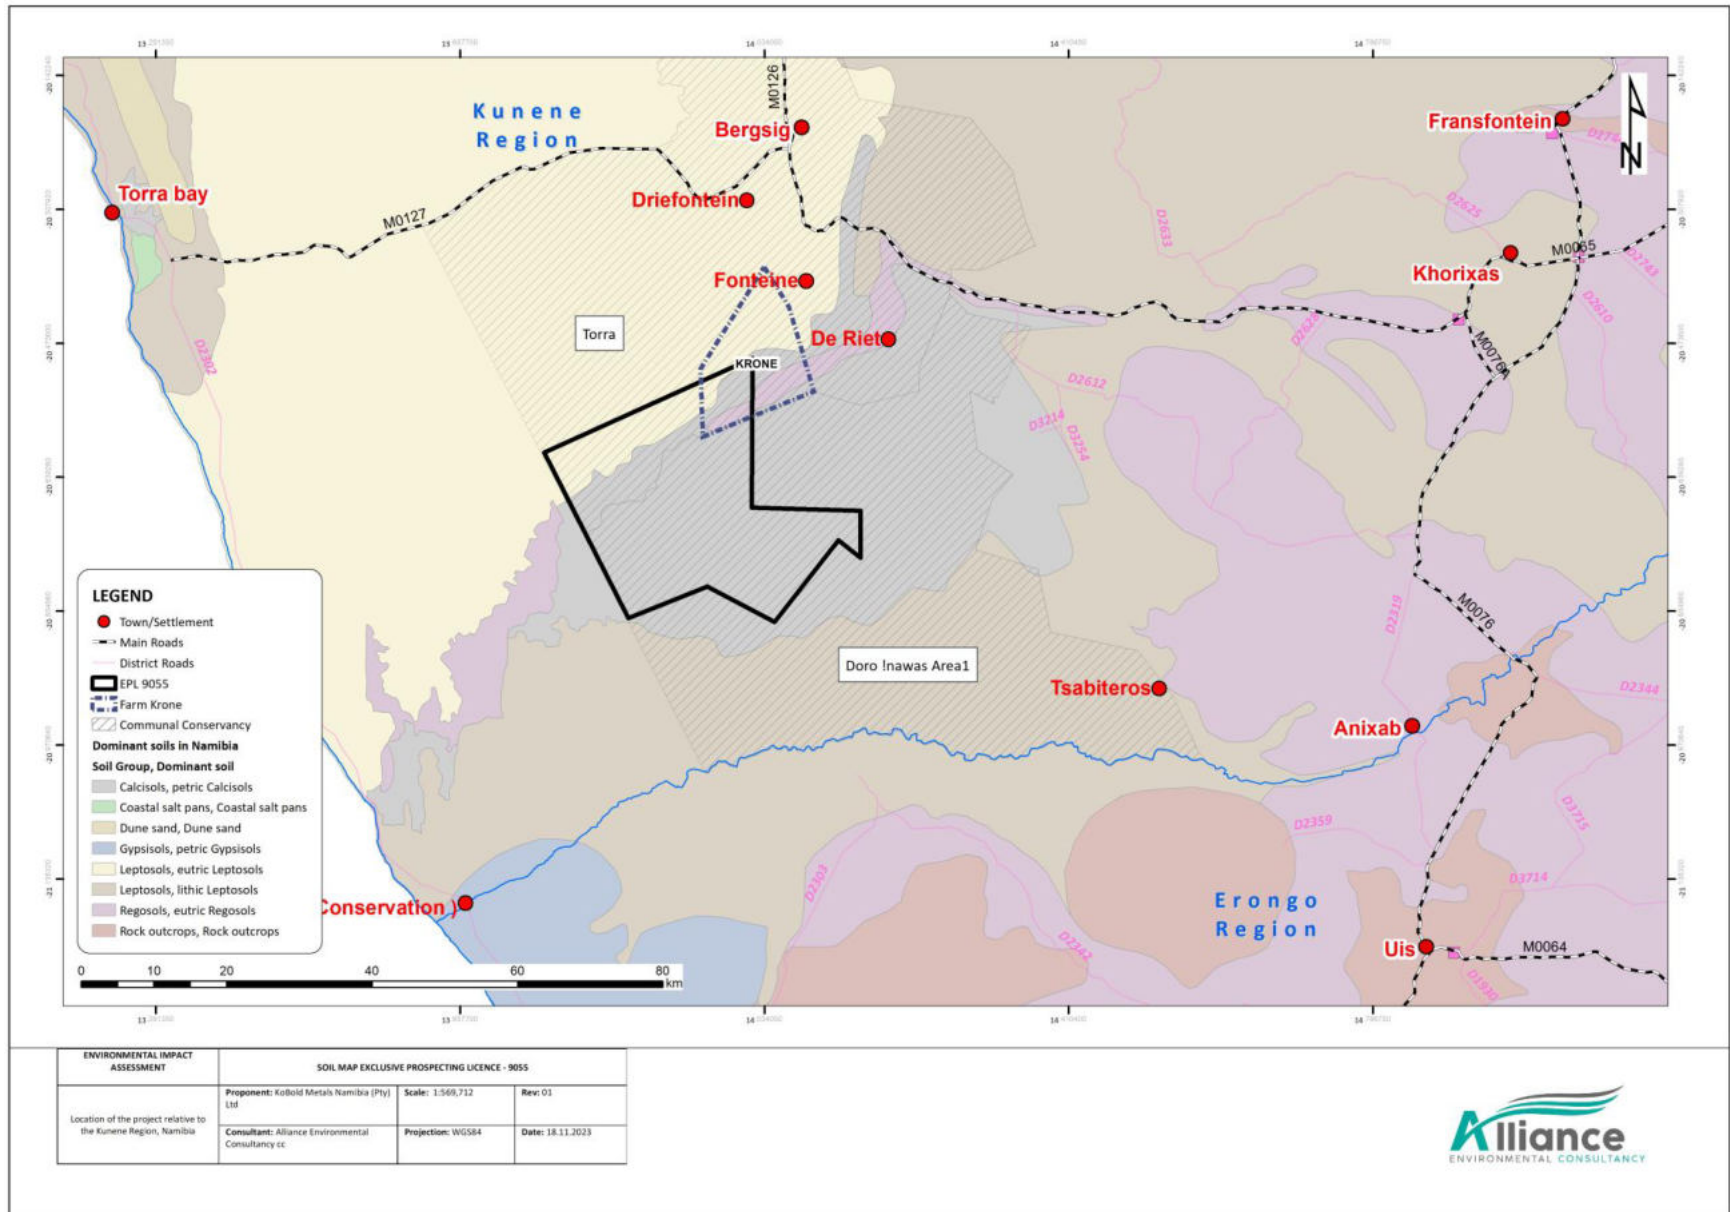 Kunene
Region
M0126
Bergsig
Fransfontein
Torra bay
Driefontein
M0127
D2633
D2625
M0065
Khorixas
D2743
Fonteine
Torra
De Riet
D2302
D2628
D2610
KRONE
D2612
M0076A
D3214
D3254
D2319
M0076
Doro !nawas Area1
Tsabiteros
D2344
Anixab
D2359
D3715
D2303
D3714
Conservation )
Erongo
Region
D2342
Uis
M0064
D1930
LEGEND
Town/Settlement
Main Roads
District Roads
EPL 9055
Farm Krone
Communal Conservancy
Dominant soils in Namibia
Soil Group, Dominant soil
Calcisols, petric Calcisols
Coastal salt pans, Coastal salt pans
Dune sand, Dune sand
Gypsisols, petric Gypsisols
Leptosols, eutric Leptosols
Leptosols, lithic Leptosols
Regosols, eutric Regosols
Rock outcrops, Rock outcrops
0 10 20 40 60 80
km
N
ENVIRONMENTAL IMPACT
ASSESSMENT
SOIL MAP EXCLUSIVE PROSPECTING LICENCE - 9055
Location of the project relative to
the Kunene Region, Namibia
Proponent: KoBold Metals Namibia (Pty)
Ltd
Scale: 1:569,712
Rev: 01
Consultant: Alliance Environmental
Consultancy cc
Projection: WGS84
Date: 18.11.2023
Alliance
ENVIRONMENTAL CONSULTANCY